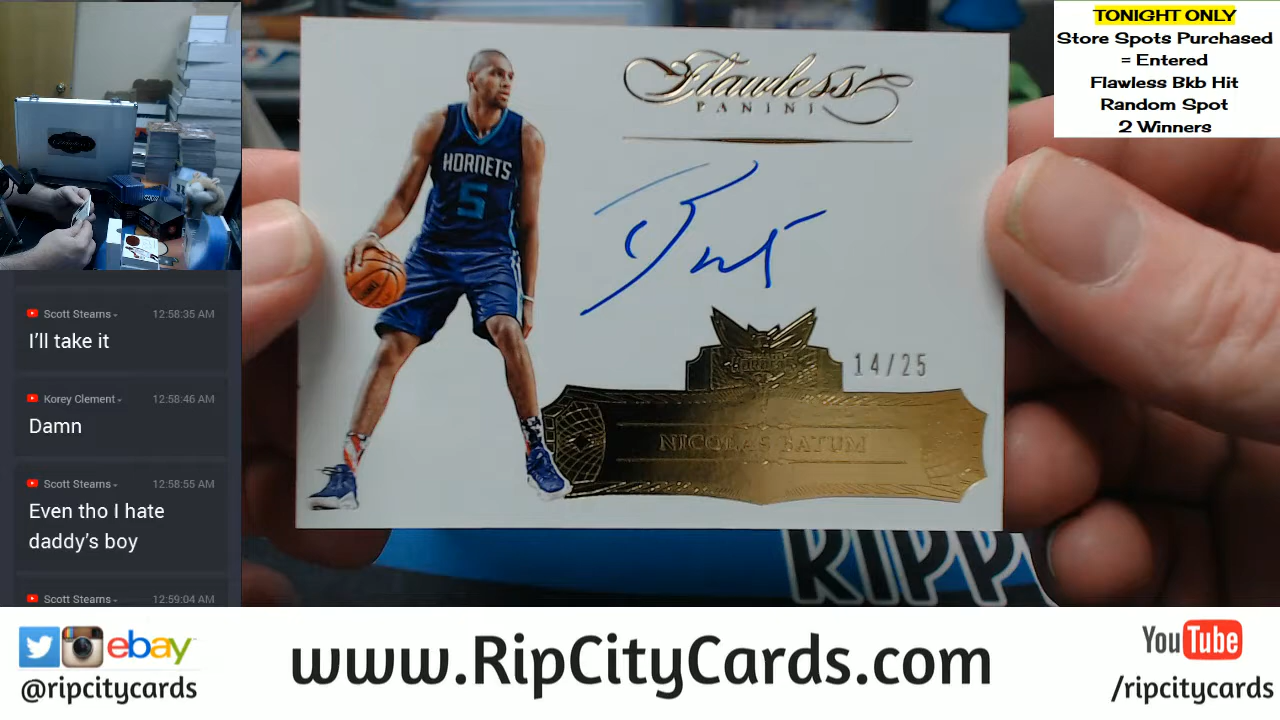 TONIGHT ONLY
Store Spots Purchased
= Entered
Flawless Bkb Hit
Random Spot
2 Winners
Flawless
PANINI
HORNETS
5
14/25
NICOLAS BATUM
Scott Stearns
12:58:35 AM
I'll take it
Korey Clement
12:58:46 AM
Damn
Scott Stearns
12:58:55 AM
Even tho I hate
daddy's boy
Scott Stearns
12:59:04 AM
RIPP
ebay
@ripcitycards
www.RipCityCards.com
YouTube
/ripcitycards